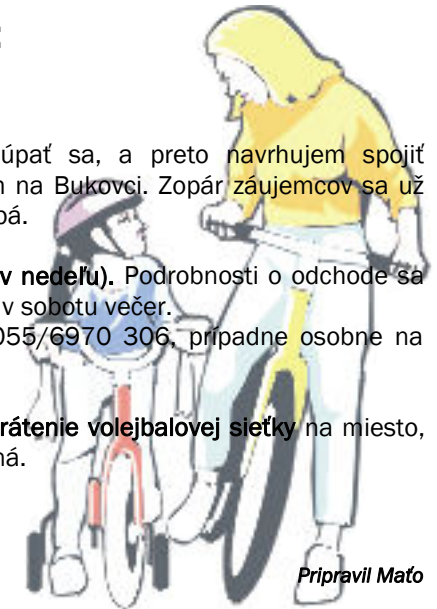 úpať sa, a preto navrhujem spojiť
na Bukovci. Zopár záujemcov sa už
v nedeľu). Podrobnosti o odchode sa
v sobotu večer.
055/6970 306, prípadne osobne na
rátenie volejbalovej sieťky na miesto,
ná.
Pripravil Maťo